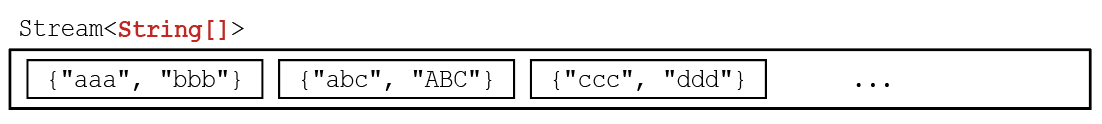 Stream<String[]>
{"aaa", "bbb"} {"abc", "ABC"} {"ccc", "ddd"} ...